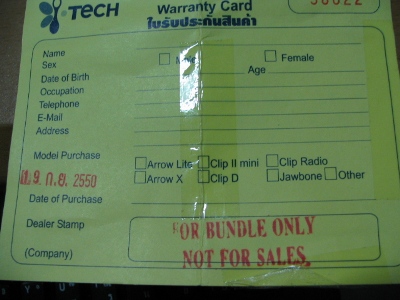 TECH Warranty Card
ใบรับประกันสินค้า
Name
Sex Male Female
Date of Birth Age
Occupation
Telephone
E-Mail
Address
Model Purchase
Arrow Lite Clip II mini Clip Radio
Arrow X Clip D Jawbone Other
9 ก.ย. 2550
Date of Purchase
Dealer Stamp
(Company)
FOR BUNDLE ONLY
NOT FOR SALES.